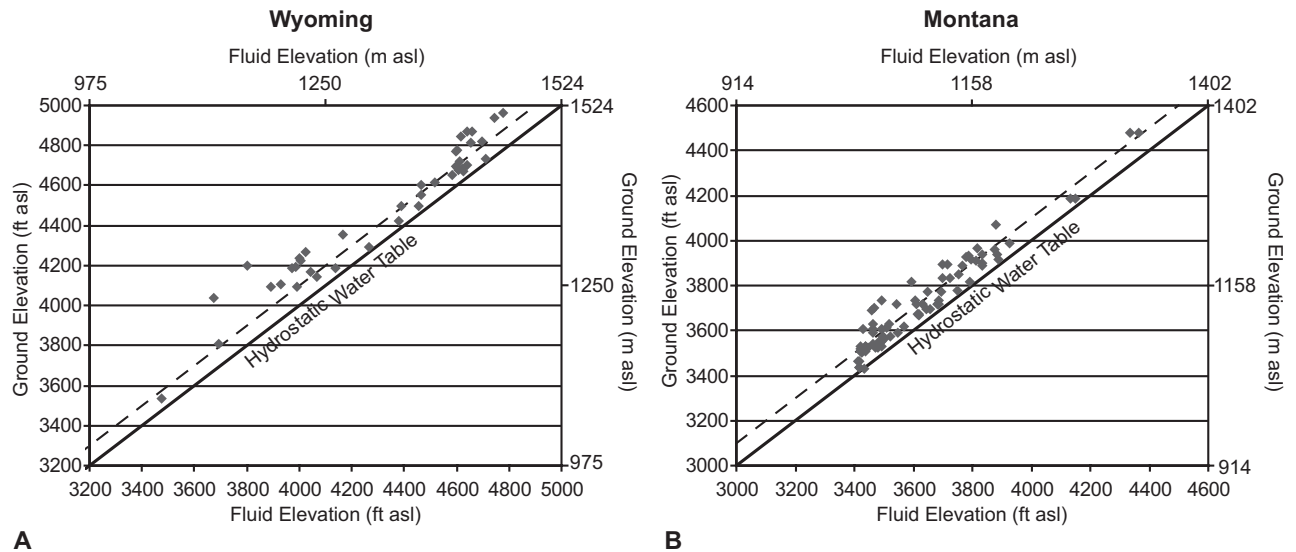 Wyoming
Fluid Elevation (m asl)
975 1250 1524
5000
4800
4600
4400
4200
4000
3800
3600
3400
3200
Ground Elevation (ft asl)
1524
1250
975
Ground Elevation (m asl)
Hydrostatic Water Table
3200 3400 3600 3800 4000 4200 4400 4600 4800 5000
Fluid Elevation (ft asl)
A
Montana
Fluid Elevation (m asl)
914 1158 1402
4600
4400
4200
4000
3800
3600
3400
3200
3000
Ground Elevation (ft asl)
1402
1158
914
Ground Elevation (m asl)
Hydrostatic Water Table
3000 3200 3400 3600 3800 4000 4200 4400 4600
Fluid Elevation (ft asl)
B